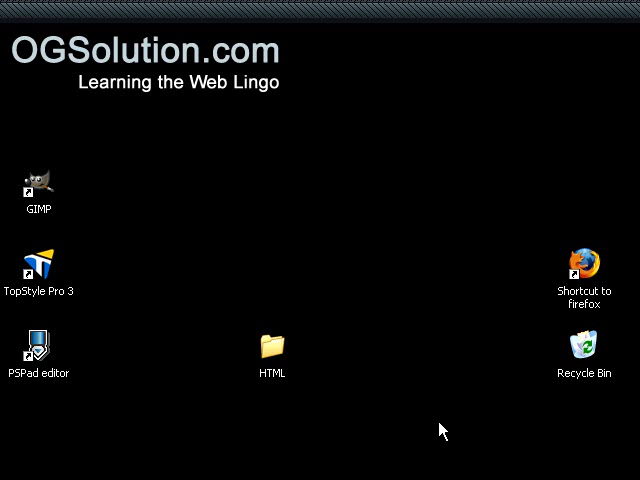 OGSolution.com
Learning the Web Lingo
GIMP
TopStyle Pro 3
Shortcut to
firefox
PSPad editor
HTML
Recycle Bin